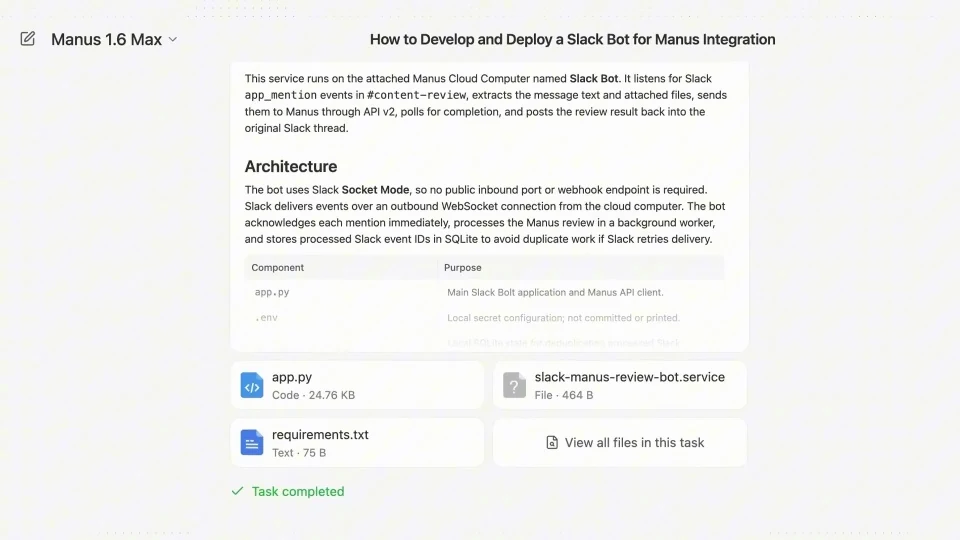 Manus 1.6 Max
How to Develop and Deploy a Slack Bot for Manus Integration
This service runs on the attached Manus Cloud Computer named Slack Bot. It listens for Slack
app_mention events in #content-review, extracts the message text and attached files, sends
them to Manus through API v2, polls for completion, and posts the review result back into the
original Slack thread.
Architecture
The bot uses Slack Socket Mode, so no public inbound port or webhook endpoint is required.
Slack delivers events over an outbound WebSocket connection from the cloud computer. The bot
acknowledges each mention immediately, processes the Manus review in a background worker,
and stores processed Slack event IDs in SQLite to avoid duplicate work if Slack retries delivery.
Component Purpose
app.py Main Slack Bolt application and Manus API client.
.env Local secret configuration; not committed or printed.
app.py
Code · 24.76 KB
slack-manus-review-bot.service
File · 464 B
requirements.txt
Text · 75 B
View all files in this task
Task completed